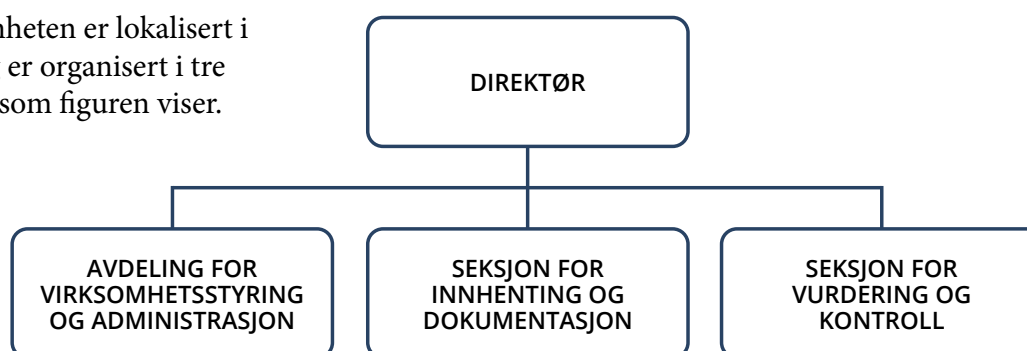 nheten er lokalisert i
er organisert i tre
som figuren viser.
DIREKTØR
AVDELING FOR
VIRKSOMHETSSTYRING
OG ADMINISTRASJON
SEKSJON FOR
INNHENTING OG
DOKUMENTASJON
SEKSJON FOR
VURDERING OG
KONTROLL